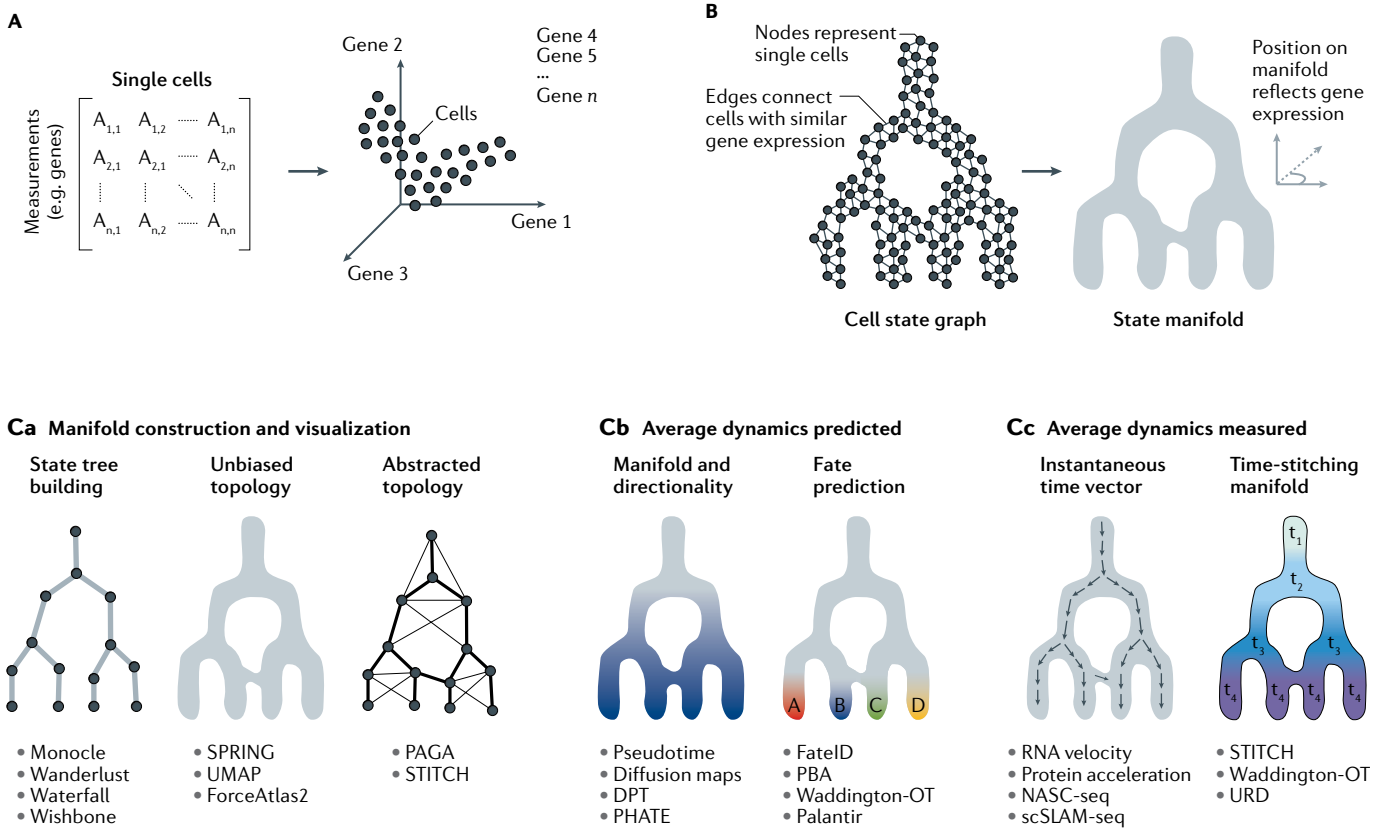 A
Single cells
Measurements
(e.g. genes)
A1,1 A1,2 ...... A1,n
A2,1 A2,1 ...... A2,n
An,1 An,2 ...... An,n
Gene 2
Cells
Gene 1
Gene 3
Gene 4
Gene 5
...
Gene n
B
Nodes represent
single cells
Edges connect
cells with similar
gene expression
Cell state graph
State manifold
Position on
manifold
reflects gene
expression
Ca Manifold construction and visualization
State tree
building
• Monocle
• Wanderlust
• Waterfall
• Wishbone
Unbiased
topology
• SPRING
• UMAP
• ForceAtlas2
Abstracted
topology
• PAGA
• STITCH
Cb Average dynamics predicted
Manifold and
directionality
• Pseudotime
• Diffusion maps
• DPT
• PHATE
Fate
prediction
A B C D
• FateID
• PBA
• Waddington-OT
• Palantir
Cc Average dynamics measured
Instantaneous
time vector
• RNA velocity
• Protein acceleration
• NASC-seq
• scSLAM-seq
Time-stitching
manifold
t1
t2
t3 t3
t4 t4 t4 t4
• STITCH
• Waddington-OT
• URD